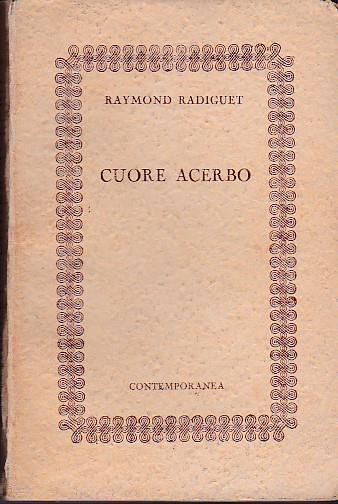 RAYMOND RADIGUET
CUORE ACERBO
CONTEMPORANEA